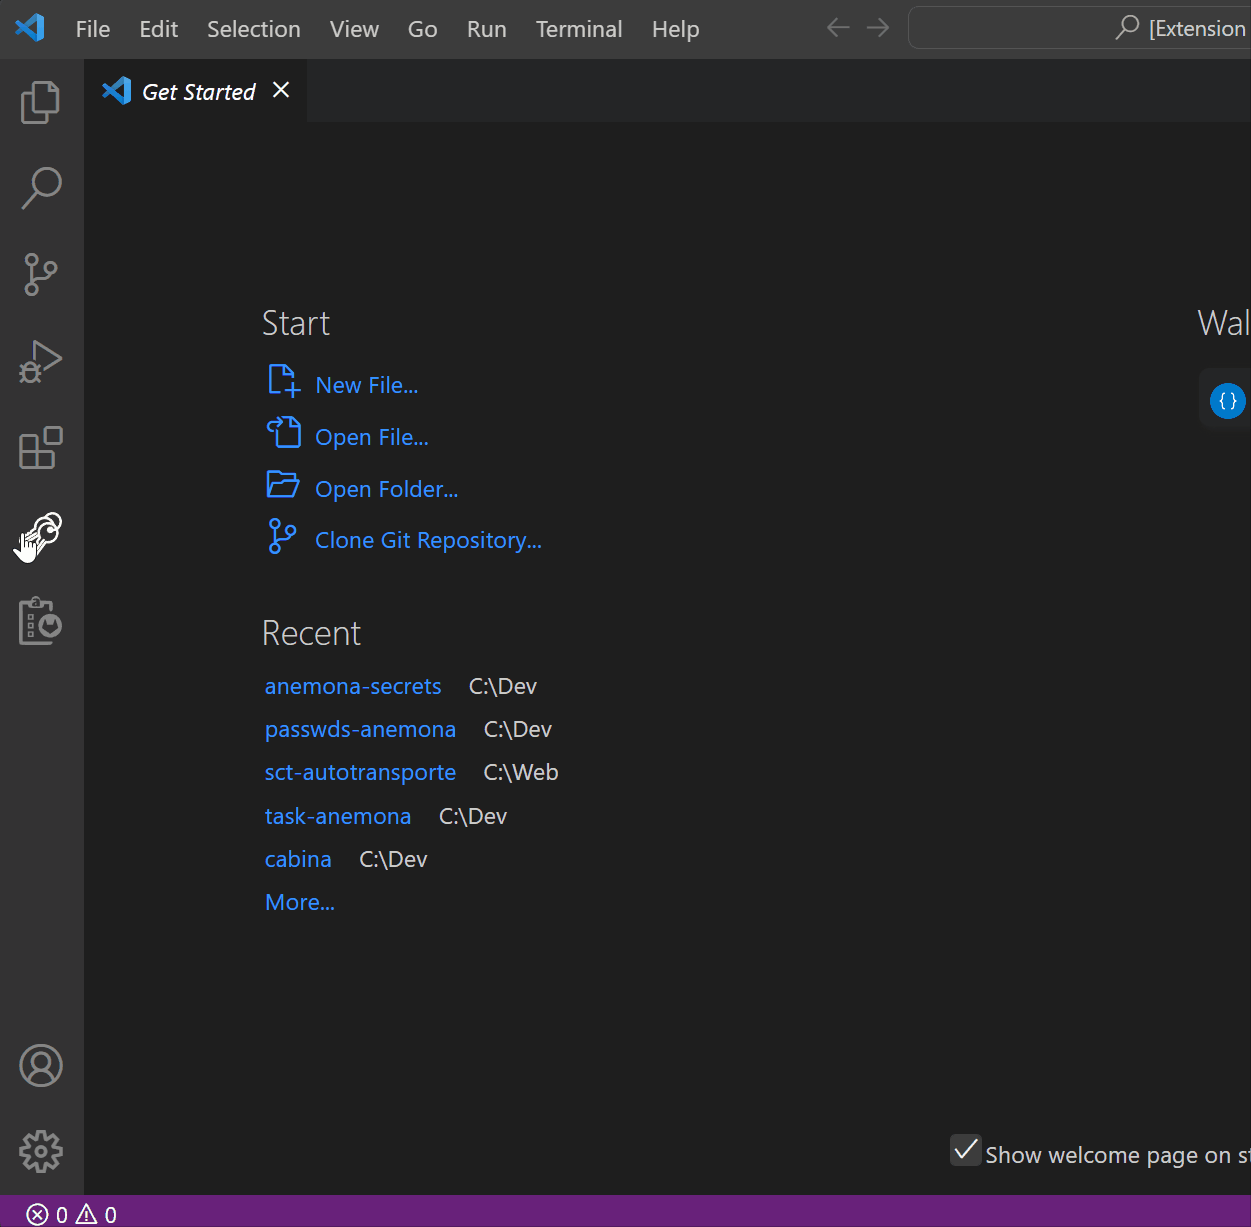 File Edit Selection View Go Run Terminal Help [Extension
Get Started
Start
New File...
Open File...
Open Folder...
Clone Git Repository...
Recent
anemona-secrets C:\Dev
passwds-anemona C:\Dev
sct-autotransporte C:\Web
task-anemona C:\Dev
cabina C:\Dev
More...
Wal
{}
Show welcome page on st
0 0